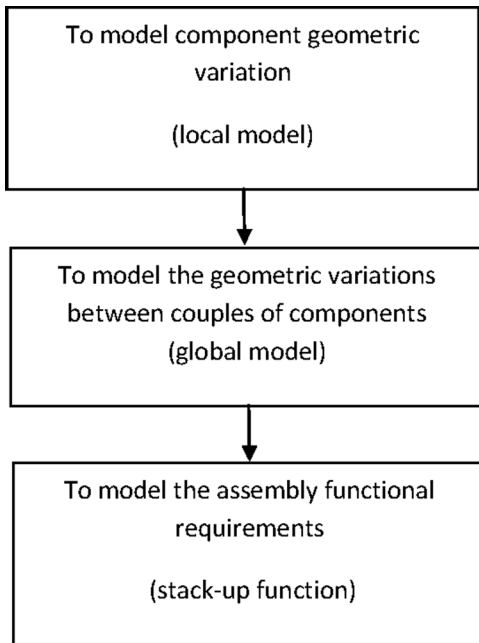 To model component geometric
variation
(local model)
To model the geometric variations
between couples of components
(global model)
To model the assembly functional
requirements
(stack-up function)